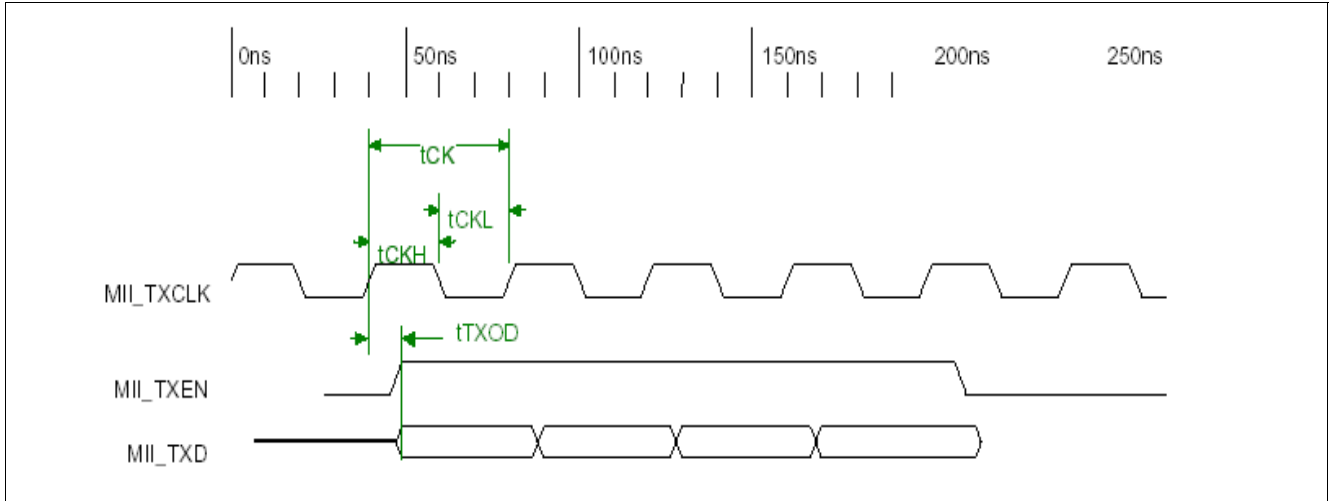 0ns 50ns 100ns 150ns 200ns 250ns
tCK
tCKL
tCKH
MII_TXCLK
tTXOD
MII_TXEN
MII_TXD